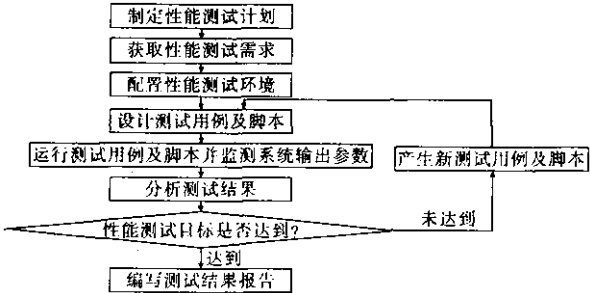 制定性能测试计划
获取性能测试需求
配置性能测试环境
设计测试用例及脚本
运行测试用例及脚本并监测系统输出参数
产生新测试用例及脚本
分析测试结果
性能测试目标是否达到?
未达到
达到
编写测试结果报告